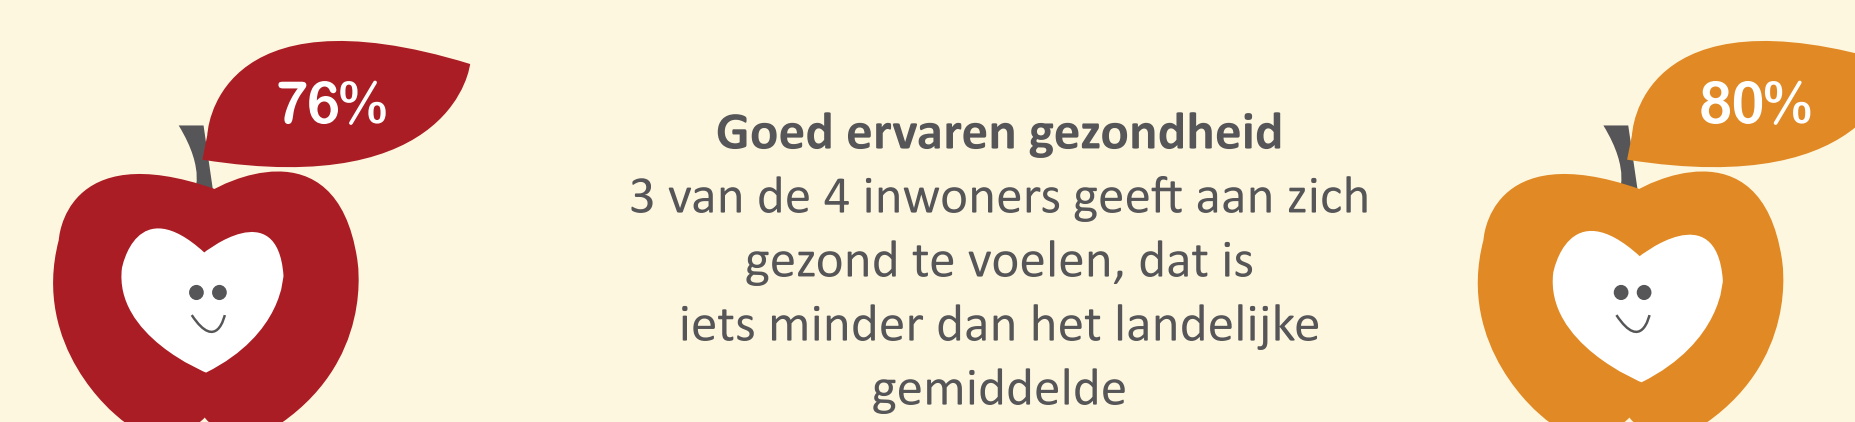 76%
Goed ervaren gezondheid
3 van de 4 inwoners geeft aan zich
gezond te voelen, dat is
iets minder dan het landelijke
gemiddelde
80%